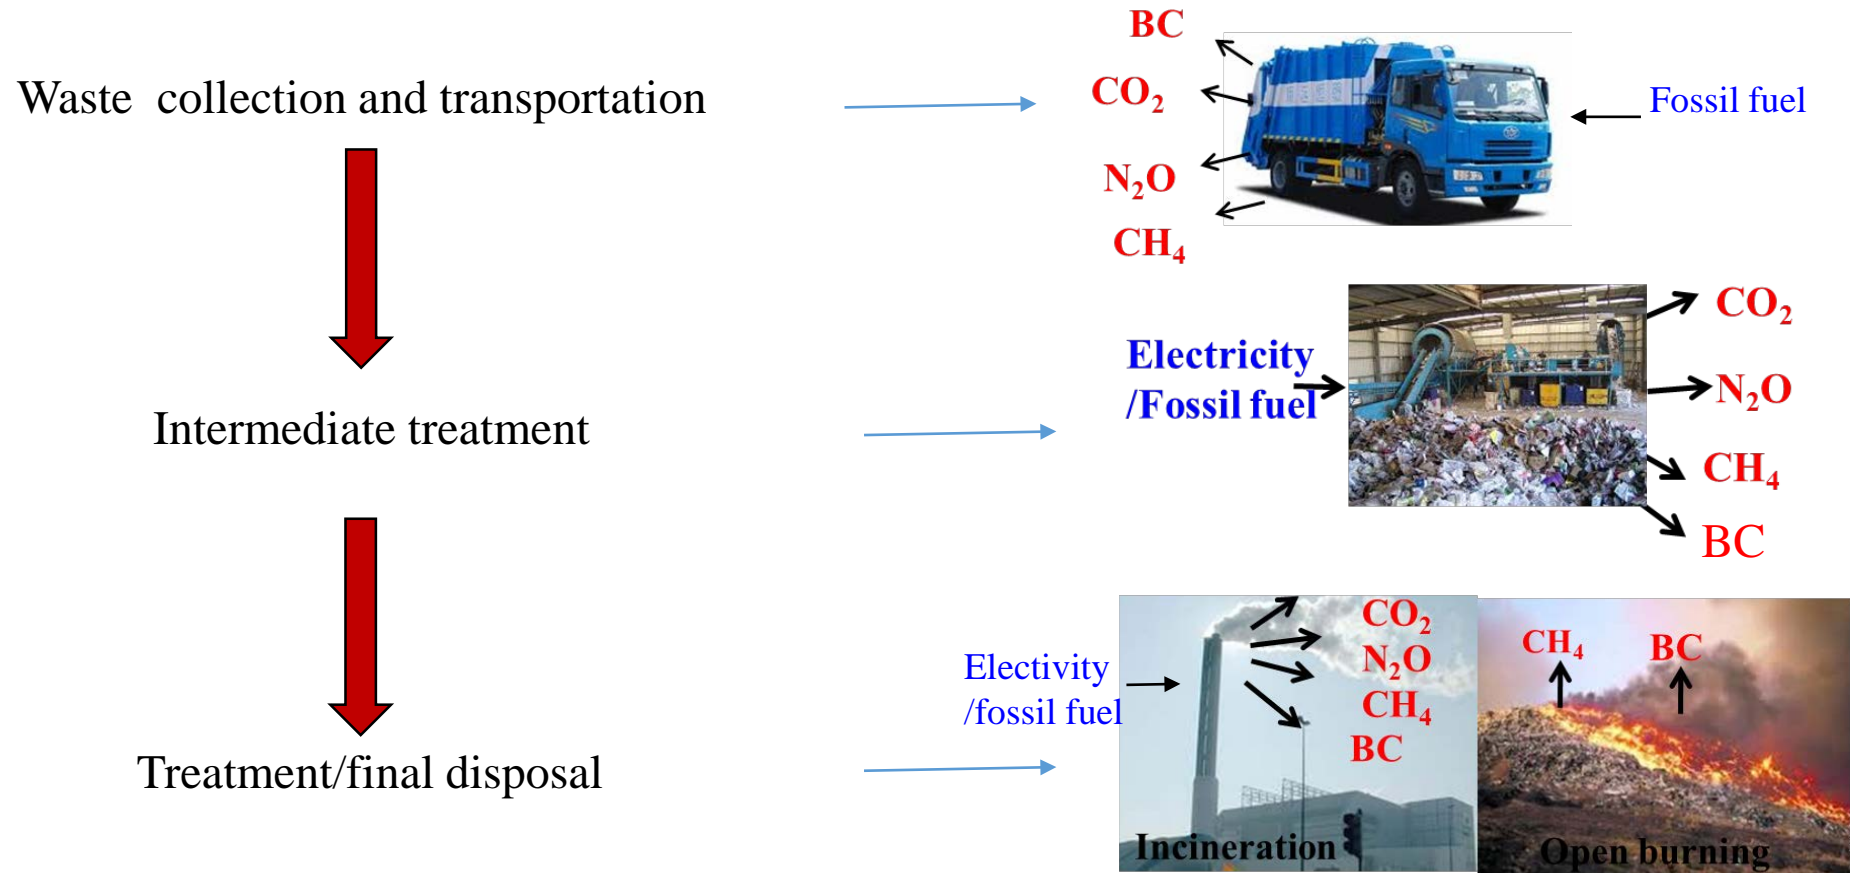 Waste collection and transportation
BC
CO₂
N₂O
CH₄
Fossil fuel
Intermediate treatment
Electricity
/Fossil fuel
CO₂
N₂O
CH₄
BC
Treatment/final disposal
Electivity
/fossil fuel
CO₂
N₂O
CH₄
BC
Incineration
CH₄
BC
Open burning